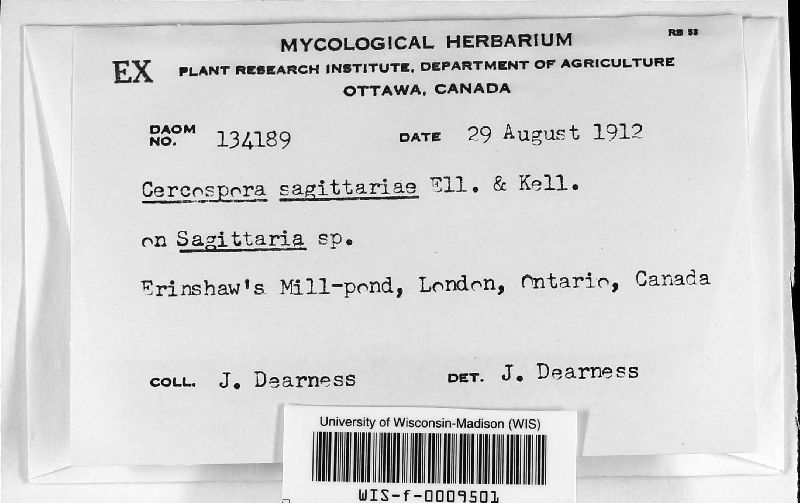 RB 53
MYCOLOGICAL HERBARIUM
EX PLANT RESEARCH INSTITUTE, DEPARTMENT OF AGRICULTURE
OTTAWA, CANADA
DAOM NO. 134189 DATE 29 August 1912
Cercospora sagittariae Ell. & Kell.
on Sagittaria sp.
Erinshaw's Mill-pond, London, Ontario, Canada
COLL. J. Dearness DET. J. Dearness
University of Wisconsin-Madison (WIS)
WIS-f-0009501